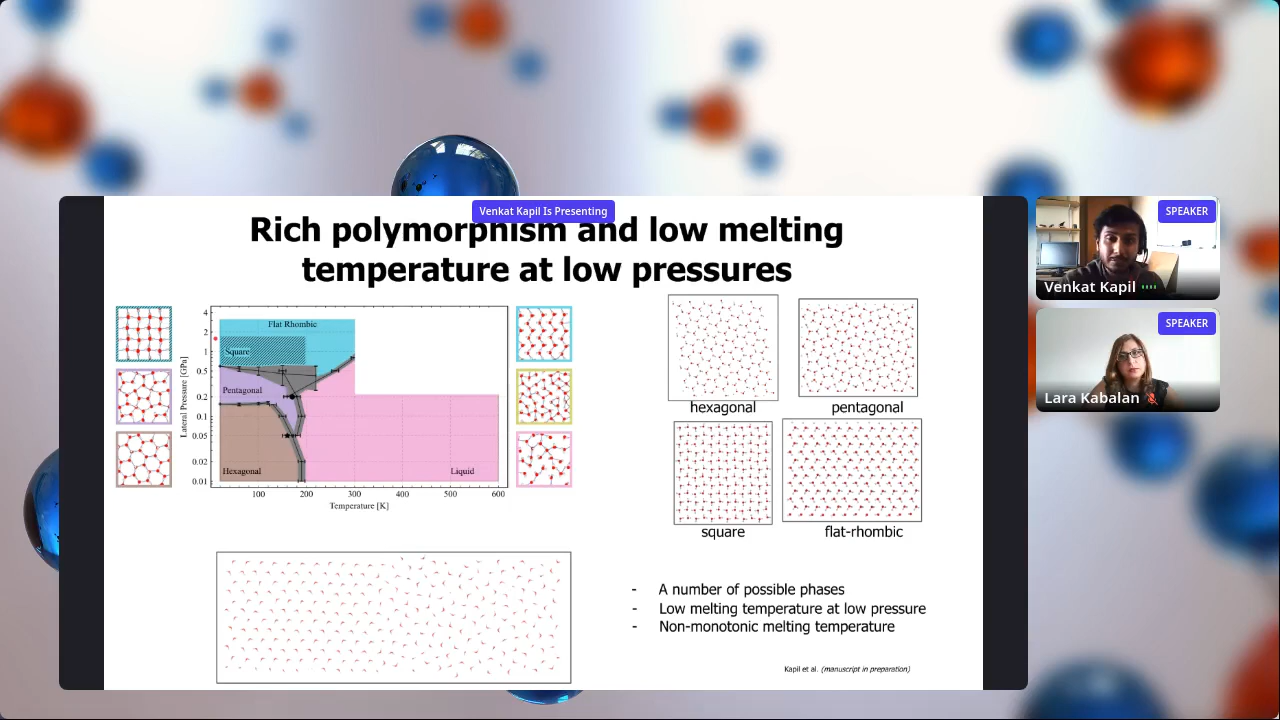 Venkat Kapil Is Presenting
Rich polymorphism and low melting
temperature at low pressures
Flat Rhombic
Square
Pentagonal
Hexagonal
Liquid
Lateral Pressure [GPa]
4
2
1
0.5
0.2
0.1
0.05
0.02
0.01
100 200 300 400 500 600
Temperature [K]
hexagonal
pentagonal
square
flat-rhombic
- A number of possible phases
- Low melting temperature at low pressure
- Non-monotonic melting temperature
Kapil et al. (manuscript in preparation)
SPEAKER
Venkat Kapil
SPEAKER
Lara Kabalan